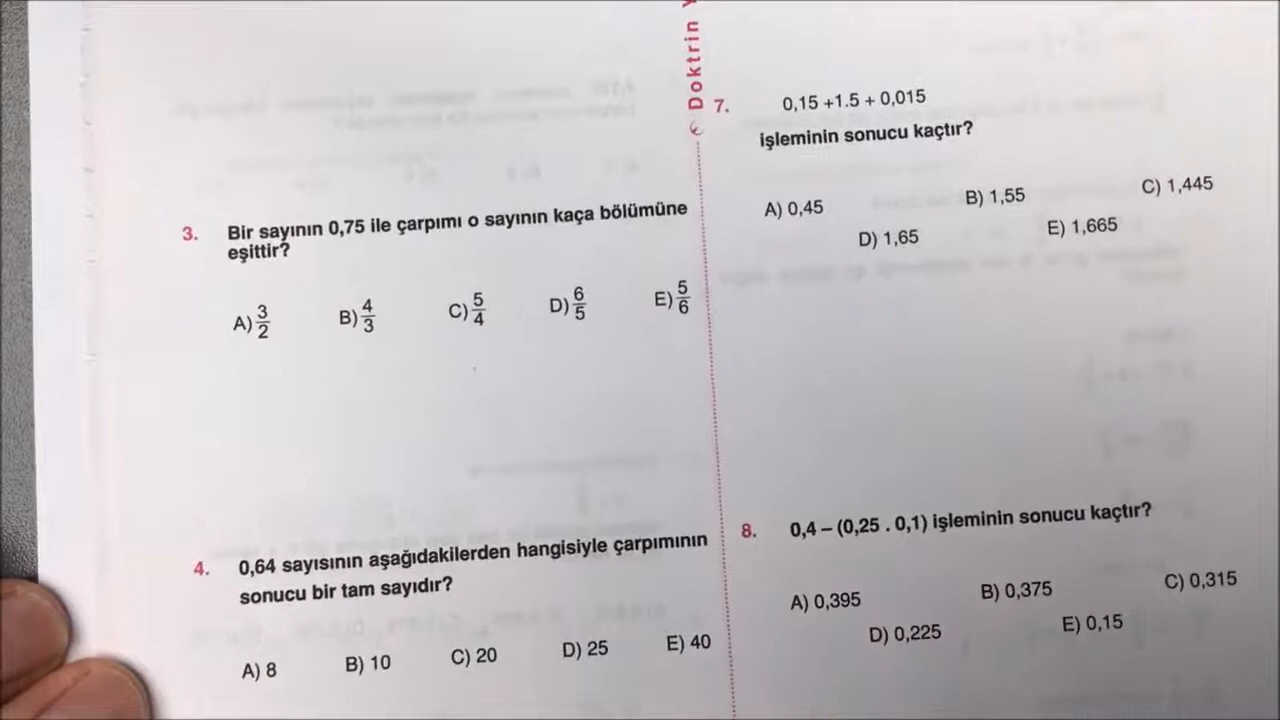 3. Bir sayının 0,75 ile çarpımı o sayının kaça bölümüne
eşittir?
A) 3/2 B) 4/3 C) 5/4 D) 6/5 E) 5/6
4. 0,64 sayısının aşağıdakilerden hangisiyle çarpımının
sonucu bir tam sayıdır?
A) 8 B) 10 C) 20 D) 25 E) 40
Doktrin
7. 0,15 +1.5 + 0,015
işleminin sonucu kaçtır?
A) 0,45 B) 1,55 C) 1,445
D) 1,65 E) 1,665
8. 0,4 – (0,25 . 0,1) işleminin sonucu kaçtır?
A) 0,395 B) 0,375 C) 0,315
D) 0,225 E) 0,15